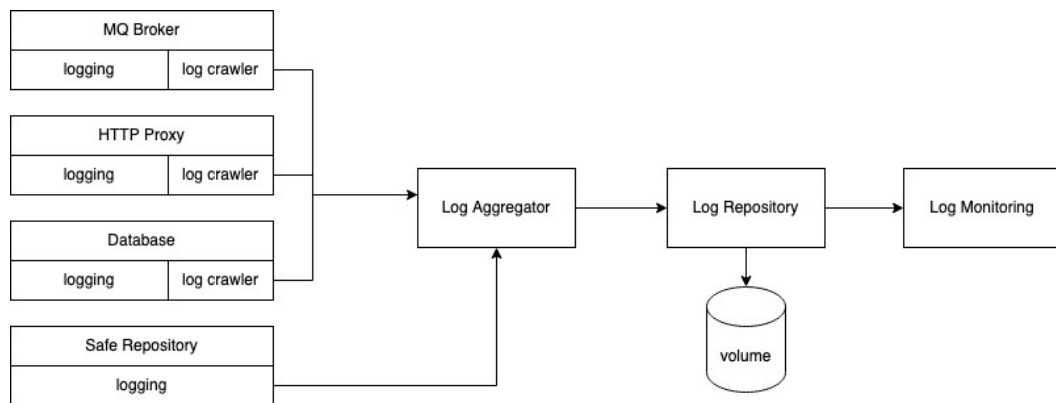 MQ Broker
logging
log crawler
HTTP Proxy
logging
log crawler
Database
logging
log crawler
Safe Repository
logging
Log Aggregator
Log Repository
Log Monitoring
volume